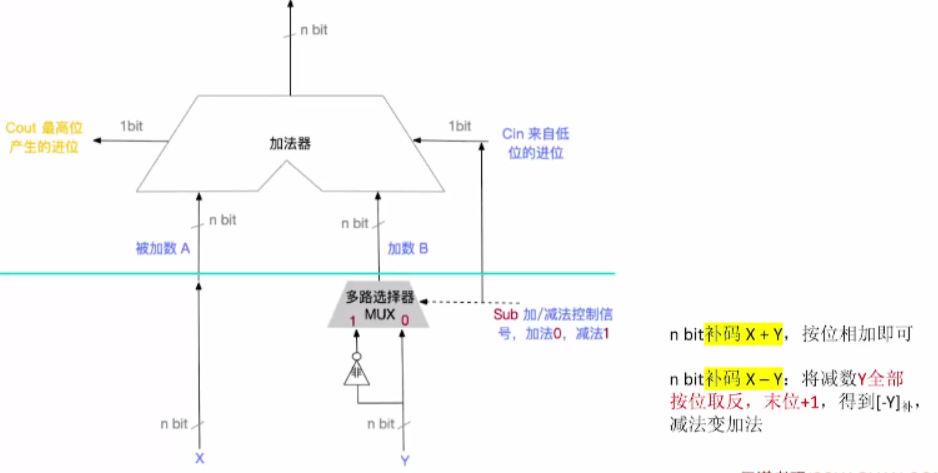 n bit
Cout 最高位
产生的进位
1bit
加法器
1bit
Cin 来自低
位的进位
n bit
n bit
被加数 A
加数 B
多路选择器
MUX
1
0
Sub 加/减法控制信
号，加法0，减法1
非
n bit
n bit
X
Y
n bit补码 X + Y，按位相加即可
n bit补码 X – Y：将减数Y全部
按位取反，末位+1，得到[-Y]补，
减法变加法